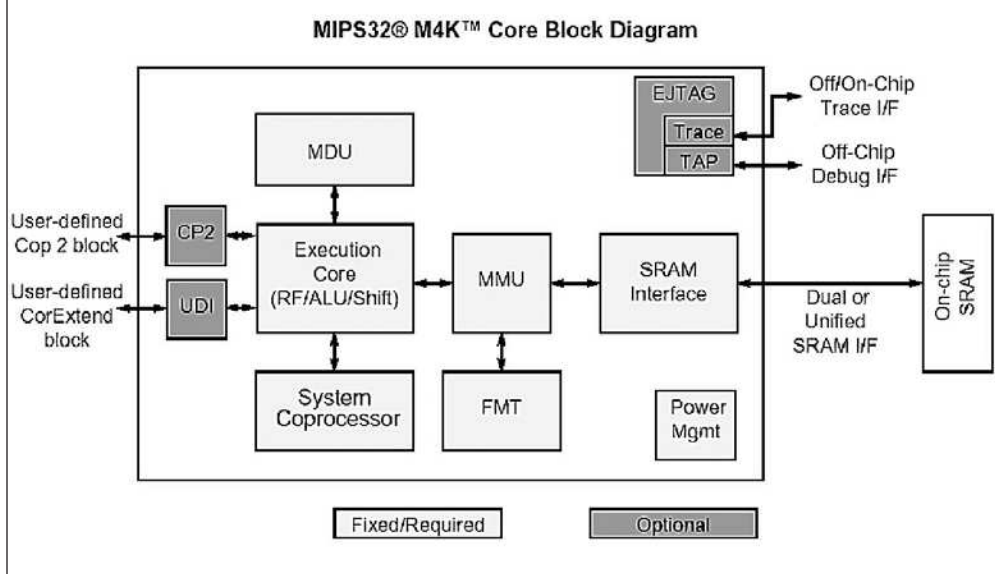 MIPS32® M4K™ Core Block Diagram
EJTAG
Trace
TAP
Off/On-Chip
Trace I/F
Off-Chip
Debug I/F
MDU
User-defined
Cop 2 block
CP2
Execution
Core
(RF/ALU/Shift)
MMU
SRAM
Interface
Dual or
Unified
SRAM I/F
On-chip
SRAM
User-defined
CorExtend
block
UDI
System
Coprocessor
FMT
Power
Mgmt
Fixed/Required
Optional